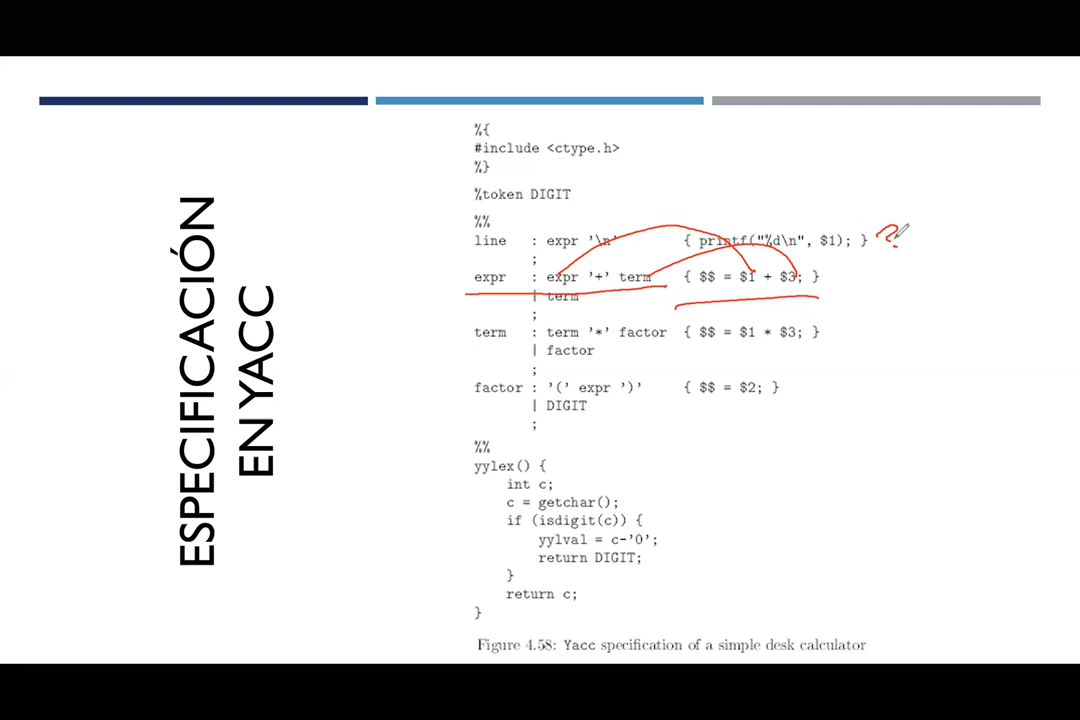 ESPECIFICACIÓN
EN YACC
%{
#include <ctype.h>
%}
%token DIGIT
%%
line : expr '\n' { printf("%d\n", $1); } ?
;
expr : expr '+' term { $$ = $1 + $3; }
| term
;
term : term '*' factor { $$ = $1 * $3; }
| factor
;
factor : '(' expr ')' { $$ = $2; }
| DIGIT
;
%%
yylex() {
int c;
c = getchar();
if (isdigit(c)) {
yylval = c-'0';
return DIGIT;
}
return c;
}
Figure 4.58: Yacc specification of a simple desk calculator